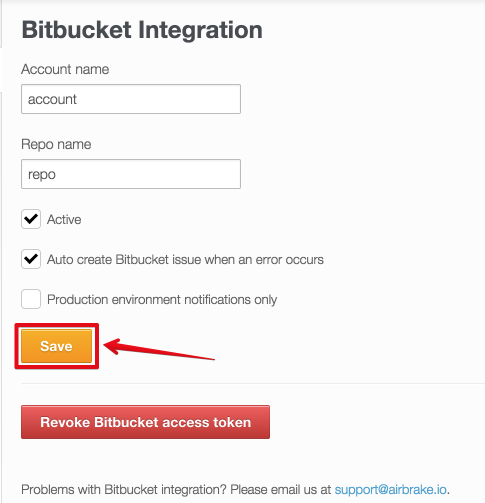 Bitbucket Integration
Account name
account
Repo name
repo
Active
Auto create Bitbucket issue when an error occurs
Production environment notifications only
Save
Revoke Bitbucket access token
Problems with Bitbucket integration? Please email us at support@airbrake.io.